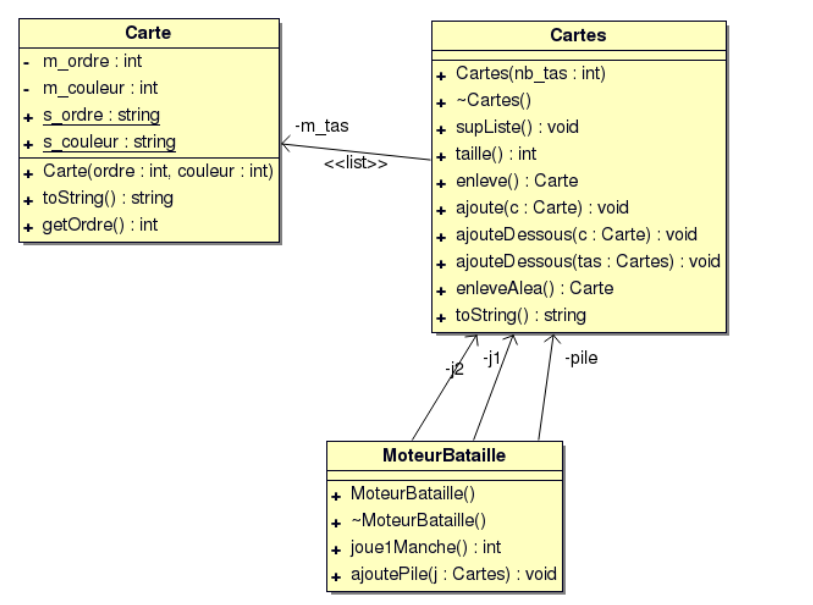 Carte
- m_ordre : int
- m_couleur : int
+ s_ordre : string
+ s_couleur : string
+ Carte(ordre : int, couleur : int)
+ toString() : string
+ getOrdre() : int
-m_tas
<<list>>
Cartes
+ Cartes(nb_tas : int)
+ ~Cartes()
+ supListe() : void
+ taille() : int
+ enleve() : Carte
+ ajoute(c : Carte) : void
+ ajouteDessous(c : Carte) : void
+ ajouteDessous(tas : Cartes) : void
+ enleveAlea() : Carte
+ toString() : string
-j2
-j1
-pile
MoteurBataille
+ MoteurBataille()
+ ~MoteurBataille()
+ joue1Manche() : int
+ ajoutePile(j : Cartes) : void